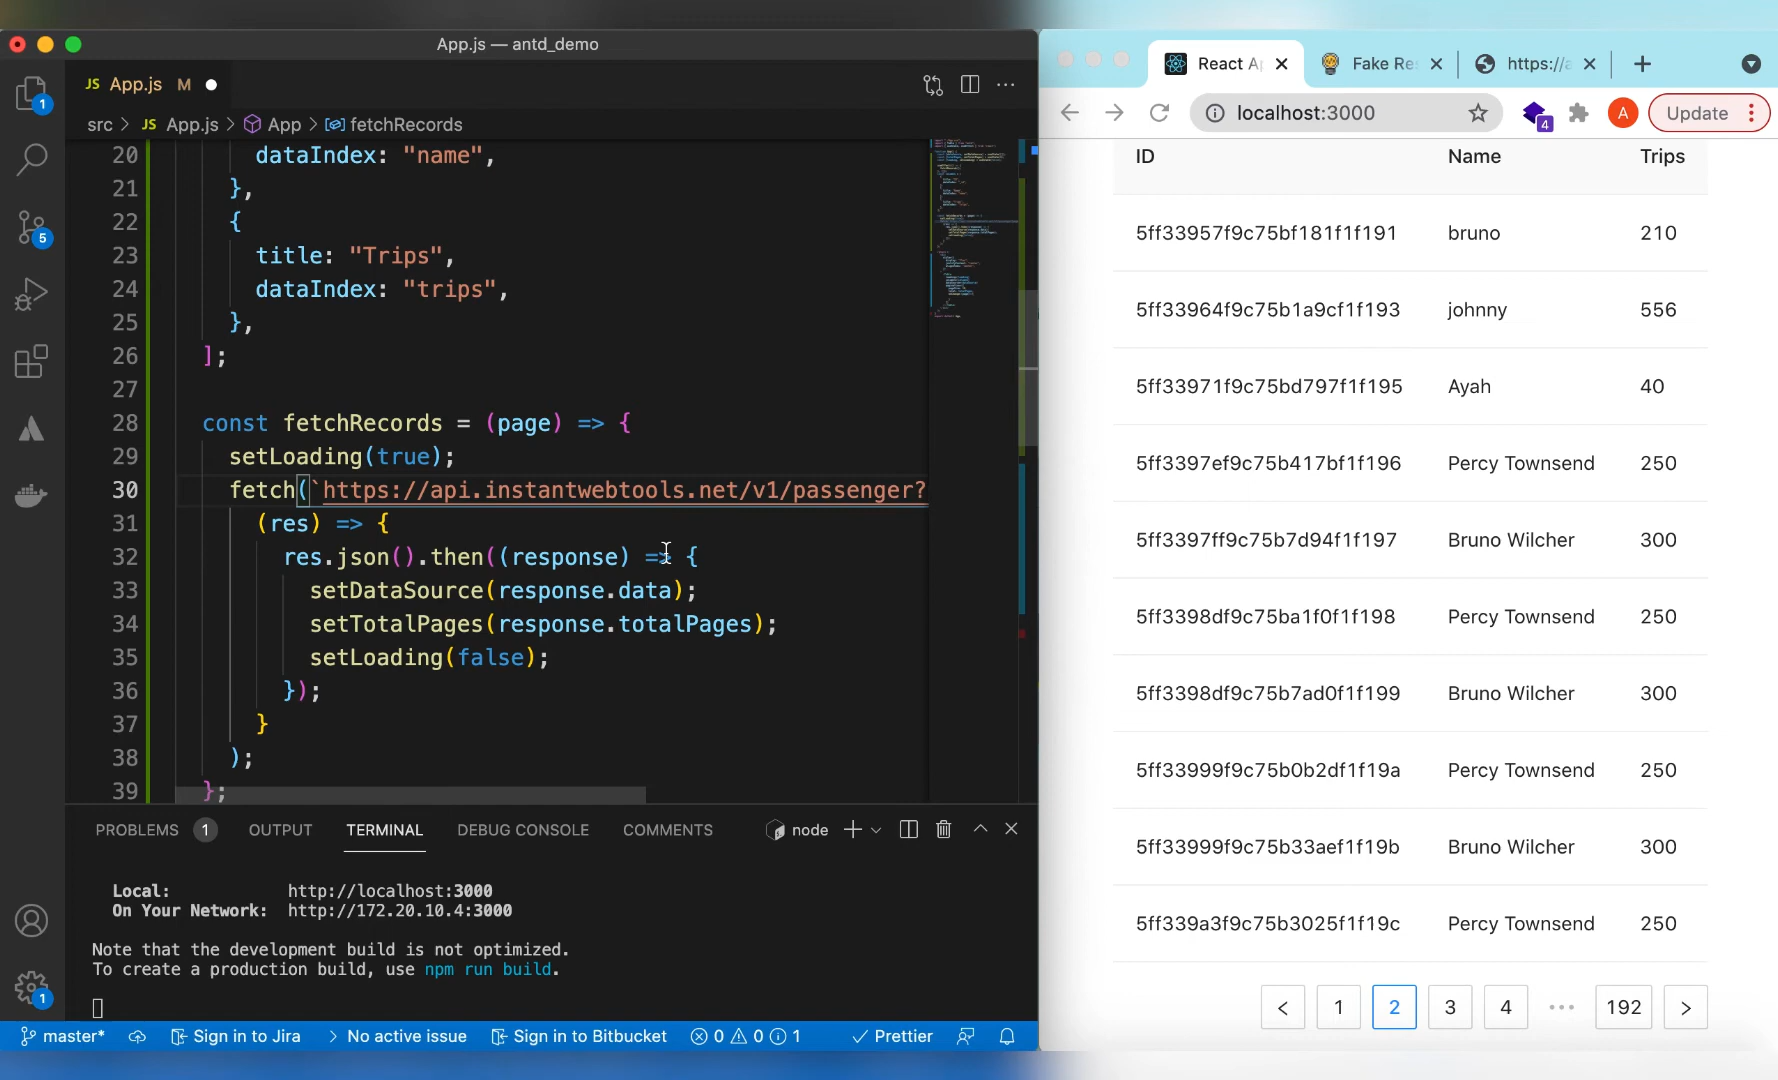 App.js — antd_demo
JS App.js M
src > JS App.js > App > fetchRecords
20 dataIndex: "name",
21 },
22 {
23 title: "Trips",
24 dataIndex: "trips",
25 },
26 ];
27
28 const fetchRecords = (page) => {
29 setLoading(true);
30 fetch(`https://api.instantwebtools.net/v1/passenger?
31 (res) => {
32 res.json().then((response) => {
33 setDataSource(response.data);
34 setTotalPages(response.totalPages);
35 setLoading(false);
36 });
37 }
38 );
39 };
1
5
1
PROBLEMS 1 OUTPUT TERMINAL DEBUG CONSOLE COMMENTS node
Local: http://localhost:3000
On Your Network: http://172.20.10.4:3000
Note that the development build is not optimized.
To create a production build, use npm run build.
master* Sign in to Jira > No active issue Sign in to Bitbucket 0 0 1 Prettier
React Ap Fake Res https://a
localhost:3000 4 A Update
ID Name Trips
5ff33957f9c75bf181f1f191 bruno 210
5ff33964f9c75b1a9cf1f193 johnny 556
5ff33971f9c75bd797f1f195 Ayah 40
5ff3397ef9c75b417bf1f196 Percy Townsend 250
5ff3397ff9c75b7d94f1f197 Bruno Wilcher 300
5ff3398df9c75ba1f0f1f198 Percy Townsend 250
5ff3398df9c75b7ad0f1f199 Bruno Wilcher 300
5ff33999f9c75b0b2df1f19a Percy Townsend 250
5ff33999f9c75b33aef1f19b Bruno Wilcher 300
5ff339a3f9c75b3025f1f19c Percy Townsend 250
< 1 2 3 4 ••• 192 >